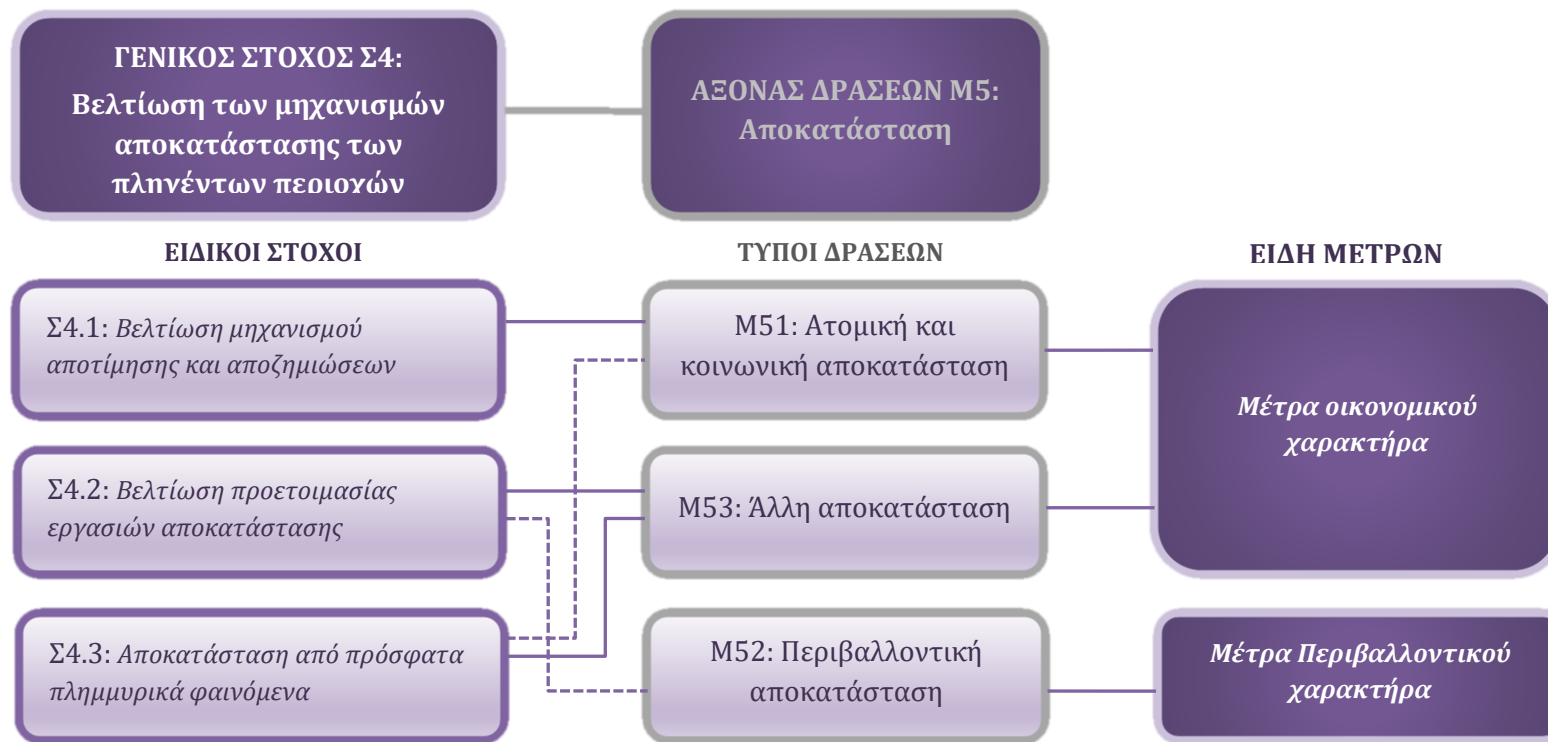 ΓΕΝΙΚΟΣ ΣΤΟΧΟΣ Σ4:
Βελτίωση των μηχανισμών
αποκατάστασης των
πληγέντων περιοχών
ΑΞΟΝΑΣ ΔΡΑΣΕΩΝ Μ5:
Αποκατάσταση
ΕΙΔΙΚΟΙ ΣΤΟΧΟΙ
ΤΥΠΟΙ ΔΡΑΣΕΩΝ
ΕΙΔΗ ΜΕΤΡΩΝ
Σ4.1: Βελτίωση μηχανισμού
αποτίμησης και αποζημιώσεων
Μ51: Ατομική και
κοινωνική αποκατάσταση
Μέτρα οικονομικού
χαρακτήρα
Σ4.2: Βελτίωση προετοιμασίας
εργασιών αποκατάστασης
Μ53: Άλλη αποκατάσταση
Σ4.3: Αποκατάσταση από πρόσφατα
πλημμυρικά φαινόμενα
Μ52: Περιβαλλοντική
αποκατάσταση
Μέτρα Περιβαλλοντικού
χαρακτήρα